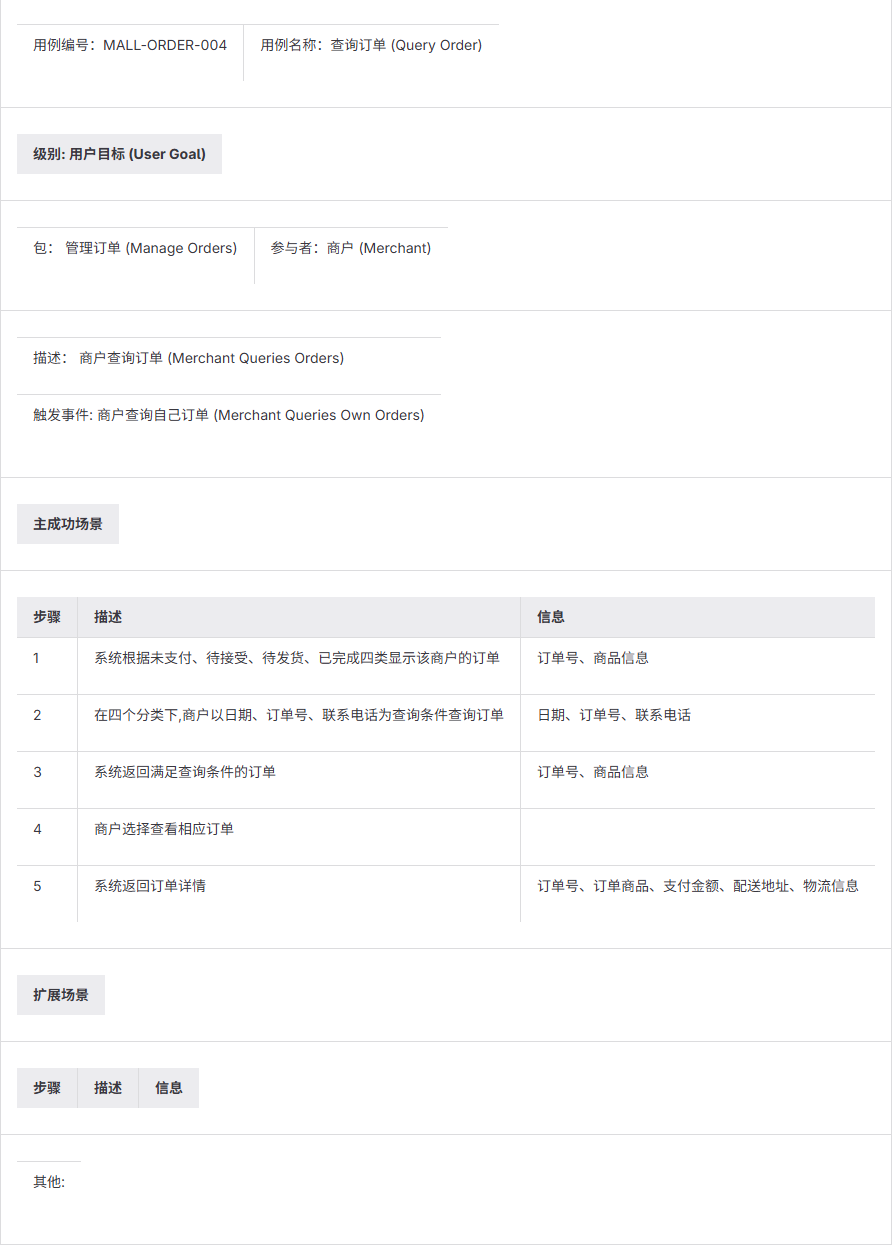 用例编号：MALL-ORDER-004 用例名称：查询订单 (Query Order)
级别: 用户目标 (User Goal)
包： 管理订单 (Manage Orders) 参与者：商户 (Merchant)
描述： 商户查询订单 (Merchant Queries Orders)
触发事件: 商户查询自己订单 (Merchant Queries Own Orders)
主成功场景
步骤 描述 信息
1 系统根据未支付、待接受、待发货、已完成四类显示该商户的订单 订单号、商品信息
2 在四个分类下,商户以日期、订单号、联系电话为查询条件查询订单 日期、订单号、联系电话
3 系统返回满足查询条件的订单 订单号、商品信息
4 商户选择查看相应订单
5 系统返回订单详情 订单号、订单商品、支付金额、配送地址、物流信息
扩展场景
步骤 描述 信息
其他: